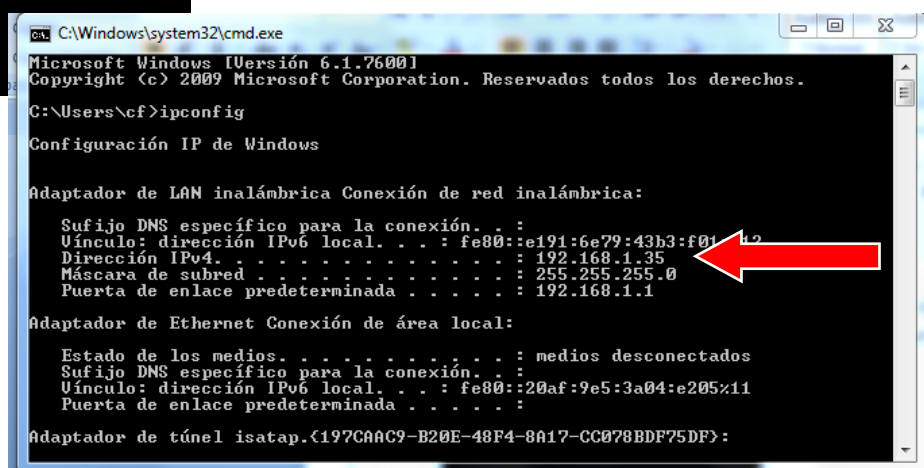 C:\Windows\system32\cmd.exe
Microsoft Windows [Versión 6.1.7600]
Copyright (c) 2009 Microsoft Corporation. Reservados todos los derechos.
C:\Users\cf>ipconfig
Configuración IP de Windows
Adaptador de LAN inalámbrica Conexión de red inalámbrica:
Sufijo DNS específico para la conexión. . :
Vínculo: dirección IPv6 local. . . : fe80::e191:6e79:43b3:
Dirección IPv4. . . . . . . . . . . . . . : 192.168.1.35
Máscara de subred . . . . . . . . . . . . : 255.255.255.0
Puerta de enlace predeterminada . . . . . : 192.168.1.1
Adaptador de Ethernet Conexión de área local:
Estado de los medios. . . . . . . . . . . : medios desconectados
Sufijo DNS específico para la conexión. . :
Vínculo: dirección IPv6 local. . . : fe80::20af:9e5:3a04:e205%11
Puerta de enlace predeterminada . . . . . :
Adaptador de túnel isatap.{197CAAC9-B20E-48F4-8A17-CC078BDF75DF}: